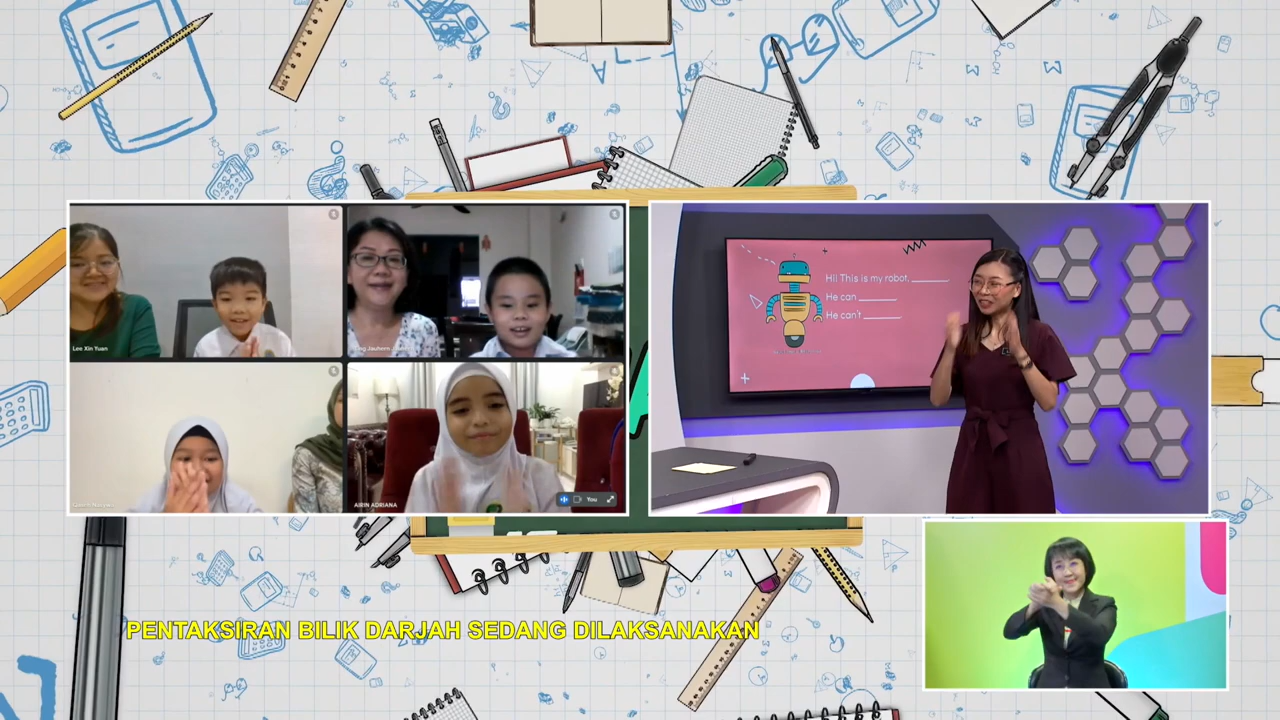 Lee Xin Yuan
Hi! This is my robot, ______
He can ______
He can't ______
AIRIN ADRIANA
You
PENTAKSIRAN BILIK DARJAH SEDANG DILAKSANAKAN